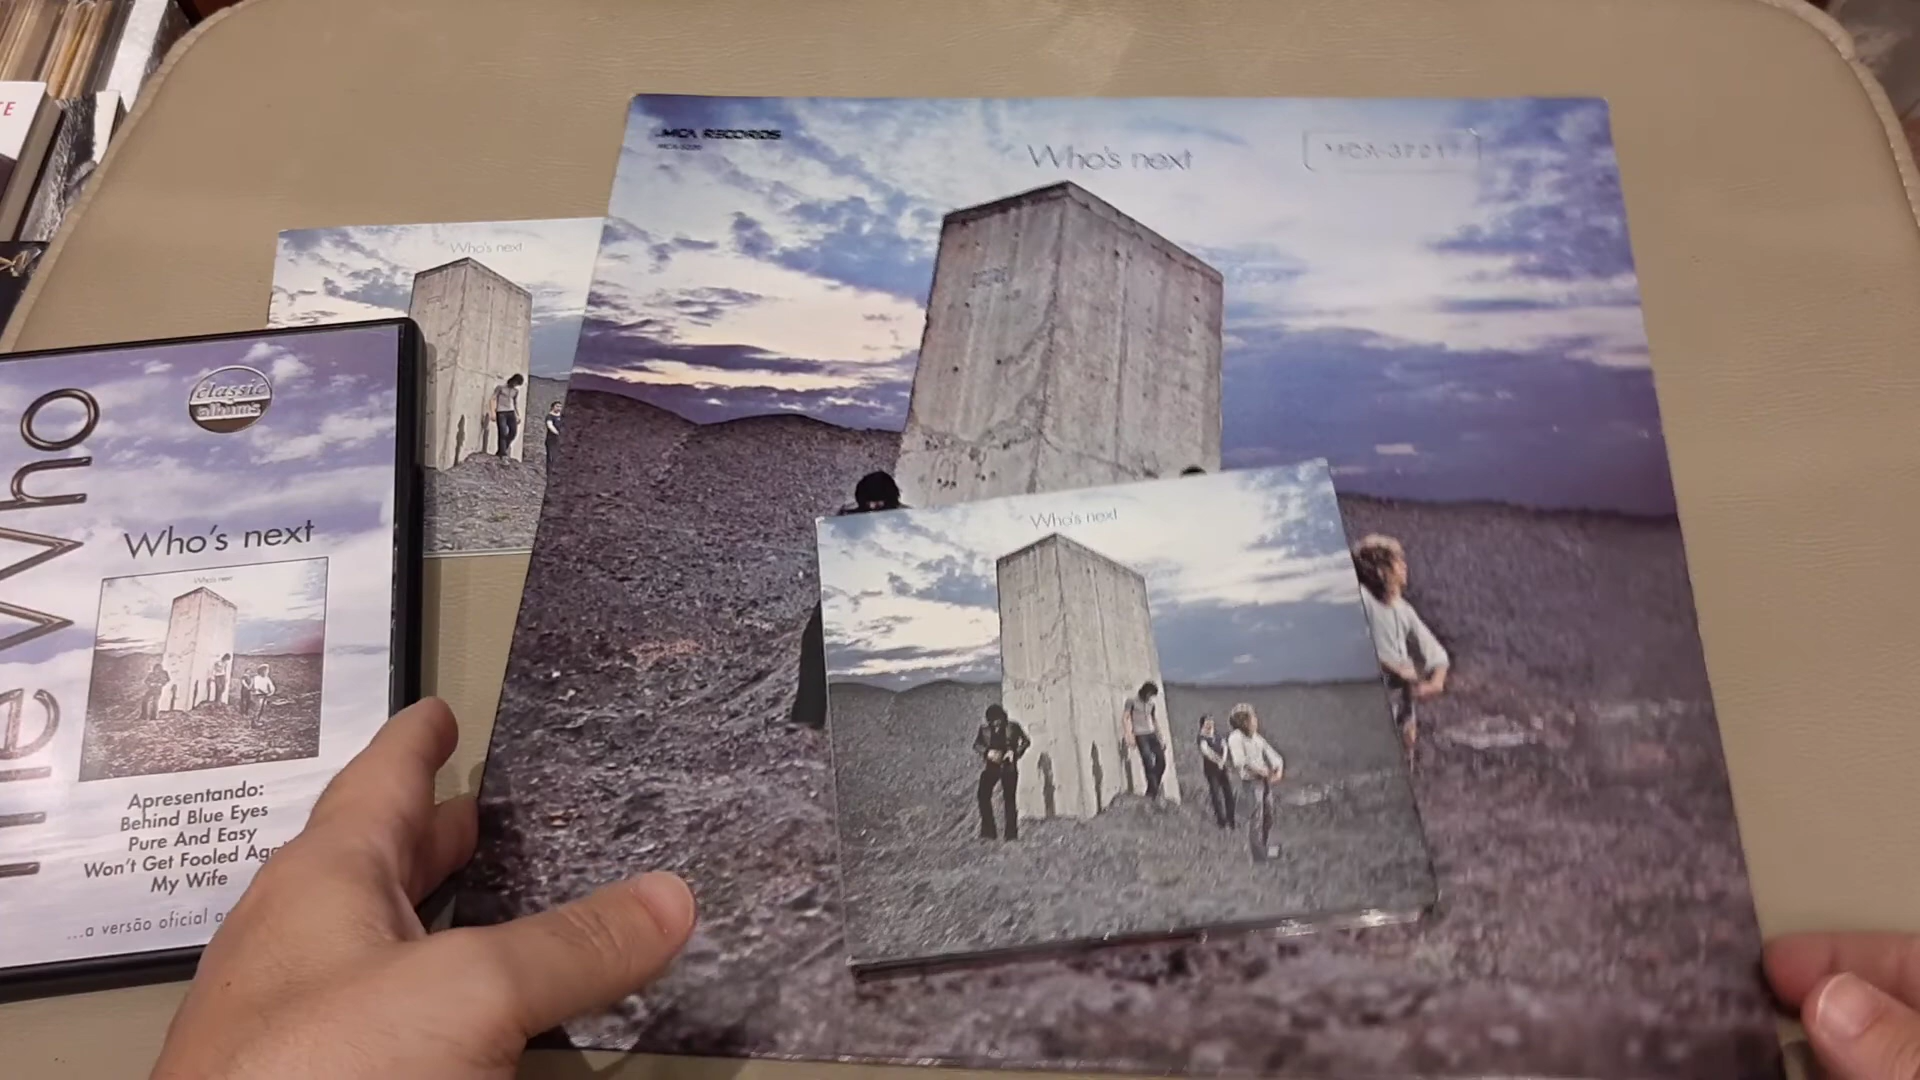 MCA RECORDS
Who's next
Who's next
Who's next
The Who
classic
albums
Who's next
Who's next
Apresentando:
Behind Blue Eyes
Pure And Easy
Won't Get Fooled Aga
My Wife
...a versão oficial